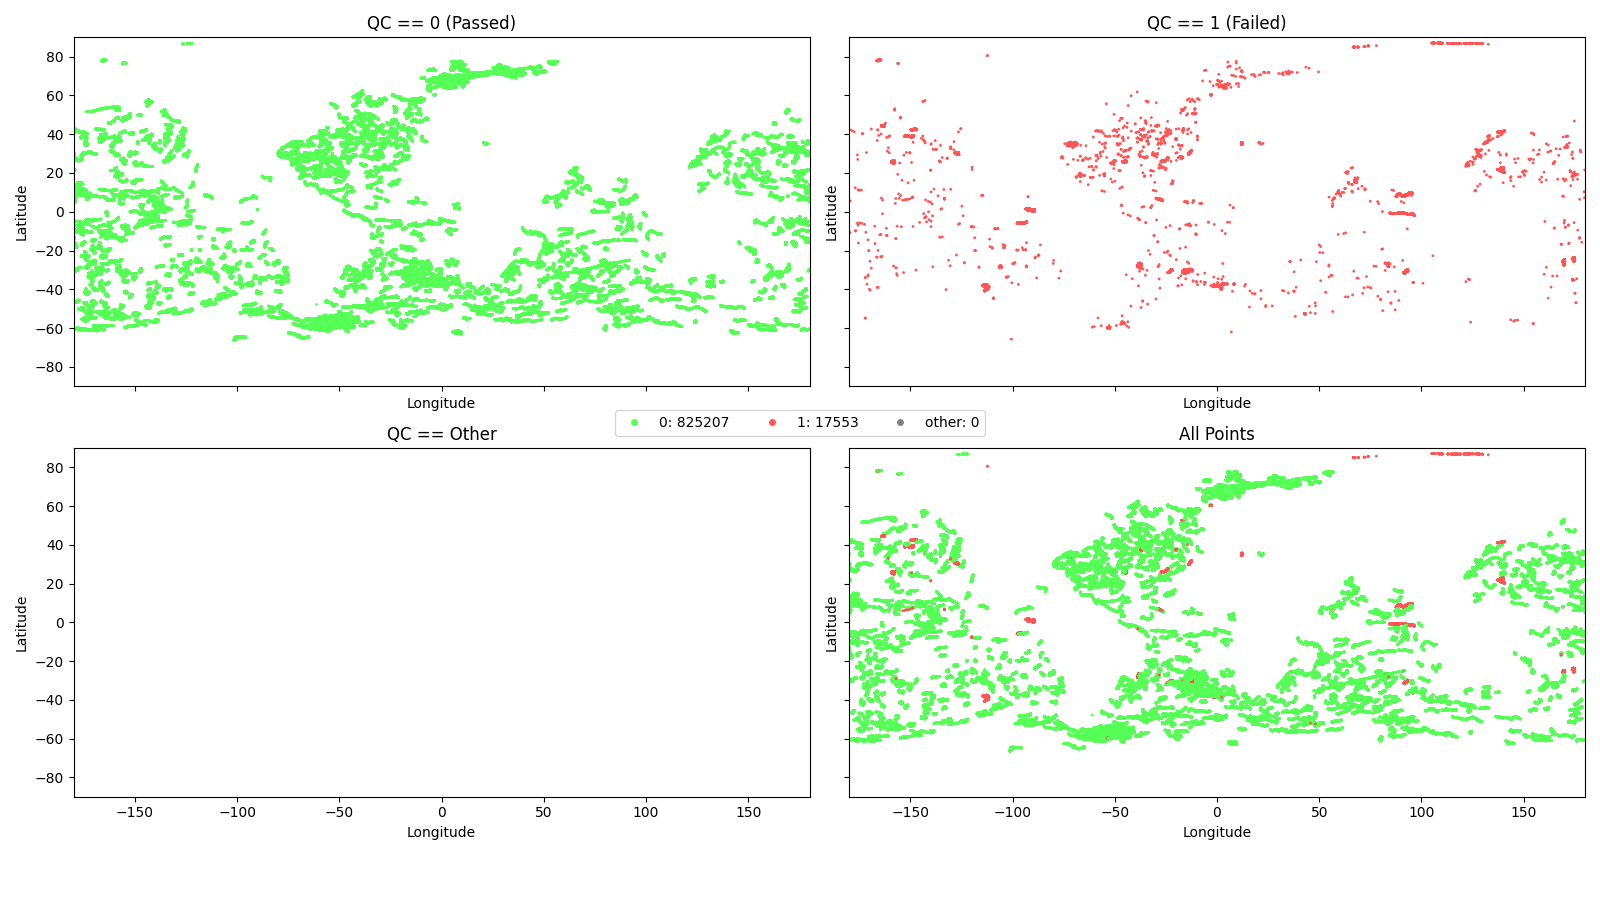 QC == 0 (Passed)
80
60
40
20
0
−20
−40
−60
−80
Latitude
Longitude
QC == 1 (Failed)
Latitude
Longitude
0: 825207
1: 17553
other: 0
QC == Other
80
60
40
20
0
−20
−40
−60
−80
Latitude
−150
−100
−50
0
50
100
150
Longitude
All Points
Latitude
−150
−100
−50
0
50
100
150
Longitude